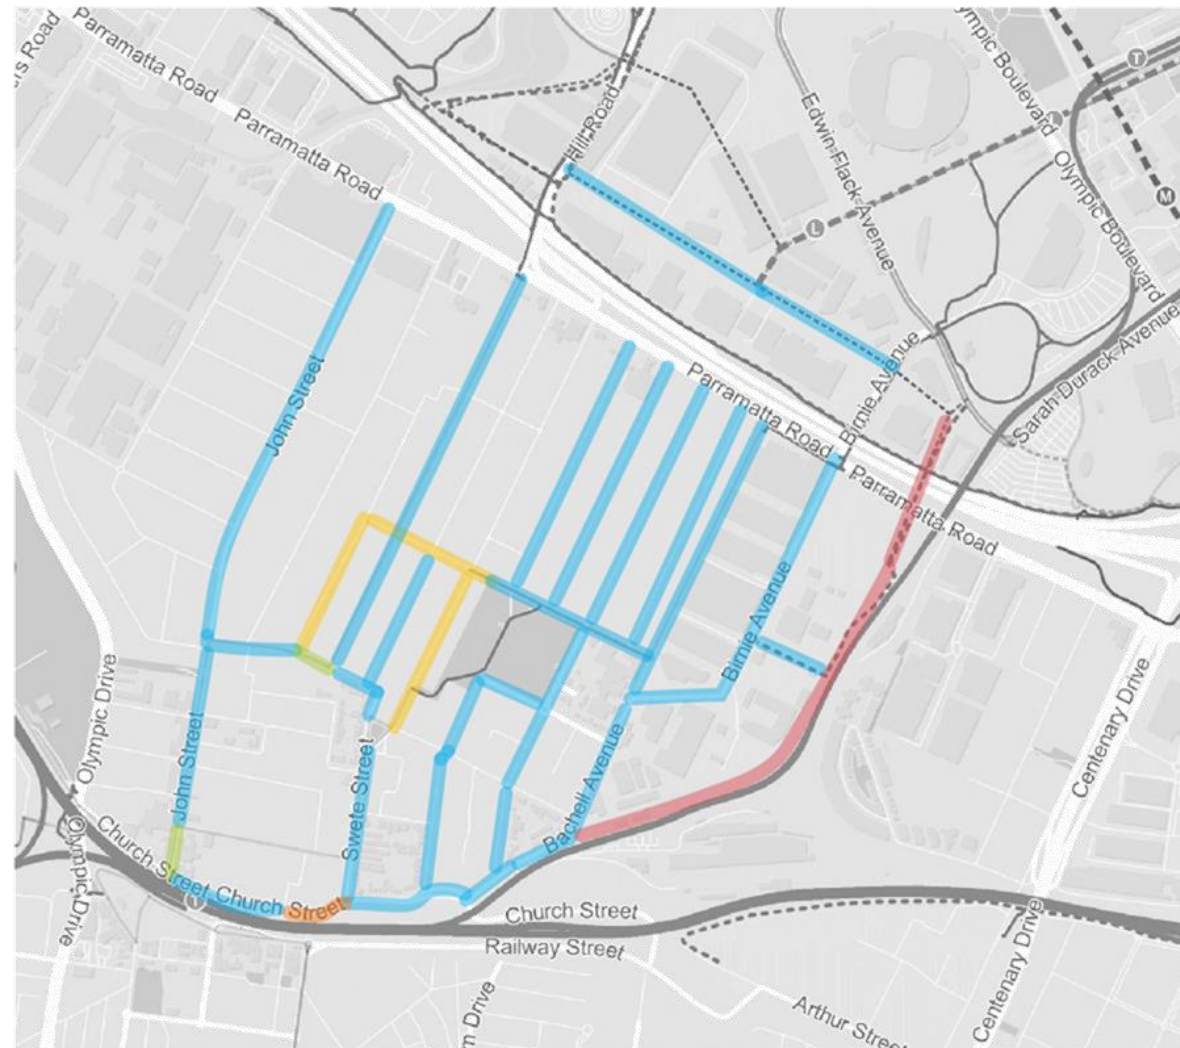 Parramatta Road
Parramatta Road
Hill Road
Edwin Flack Avenue
Olympic Boulevard
Olympic Boulevard
T
L
L
M
Sarah Durack Avenue
John Street
Parramatta Road
Birnie Avenue
Parramatta Road
Birnie Avenue
Olympic Drive
John Street
Swete Street
Bachell Avenue
Centenary Drive
Church Street
Church Street
T
Olympic Drive
Church Street
Railway Street
Centenary Drive
Arthur Street
m Drive